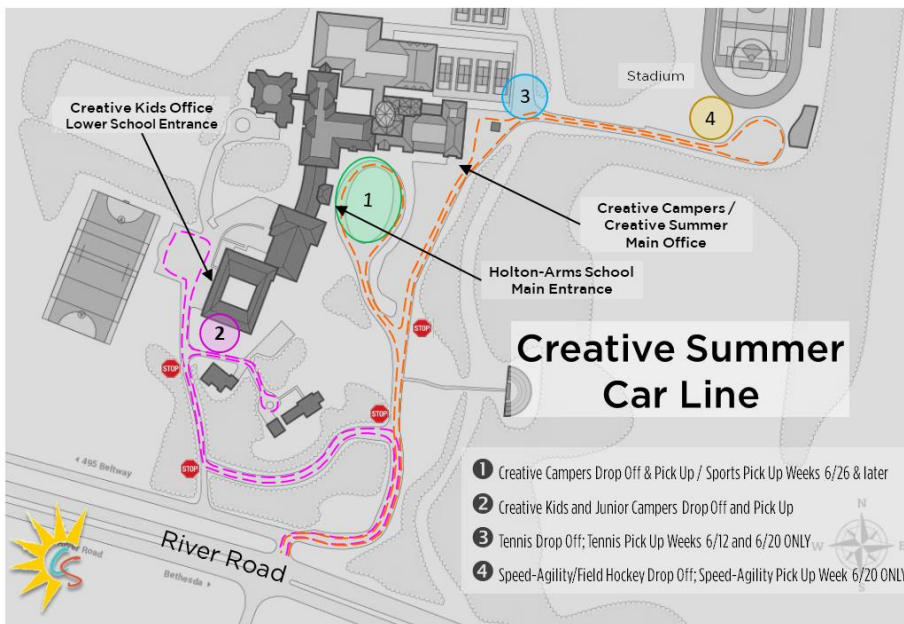 Stadium
3
4
Creative Kids Office
Lower School Entrance
1
Creative Campers /
Creative Summer
Main Office
Holton-Arms School
Main Entrance
2
STOP
STOP
STOP
STOP
Creative Summer
Car Line
495 Beltway
River Road
River Road
Bethesda
CS
1 Creative Campers Drop Off & Pick Up / Sports Pick Up Weeks 6/26 & later
2 Creative Kids and Junior Campers Drop Off and Pick Up
3 Tennis Drop Off; Tennis Pick Up Weeks 6/12 and 6/20 ONLY
4 Speed-Agility/Field Hockey Drop Off; Speed-Agility Pick Up Week 6/20 ONLY
N
W
E
S